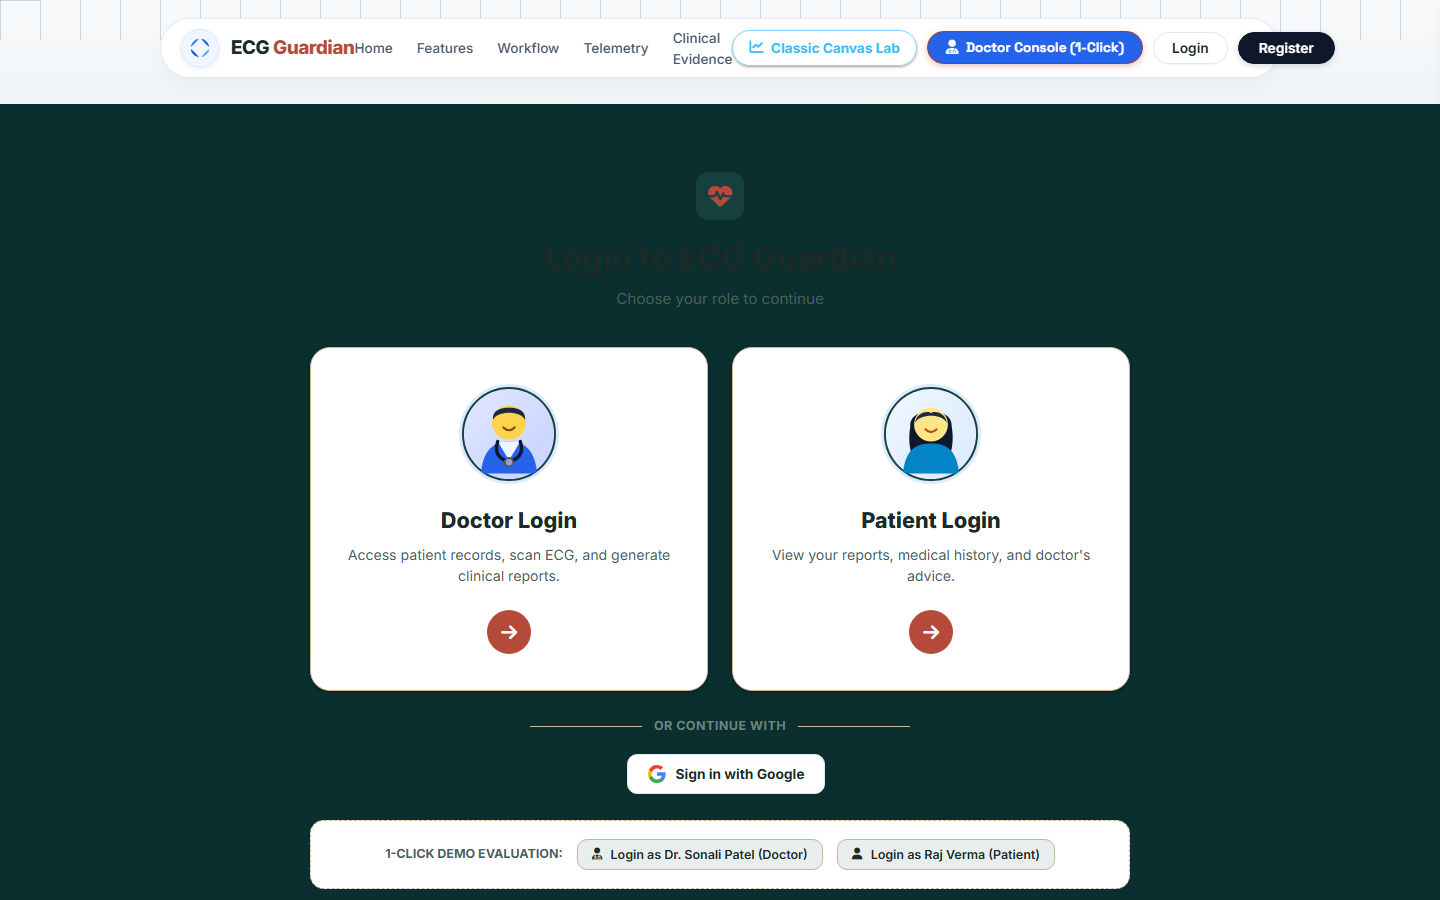 ECG Guardian
Home
Features
Workflow
Telemetry
Clinical
Evidence
Classic Canvas Lab
Doctor Console (1-Click)
Login
Register
Login to ECG Guardian
Choose your role to continue
Doctor Login
Access patient records, scan ECG, and generate
clinical reports.
Patient Login
View your reports, medical history, and doctor's
advice.
OR CONTINUE WITH
Sign in with Google
1-CLICK DEMO EVALUATION:
Login as Dr. Sonali Patel (Doctor)
Login as Raj Verma (Patient)